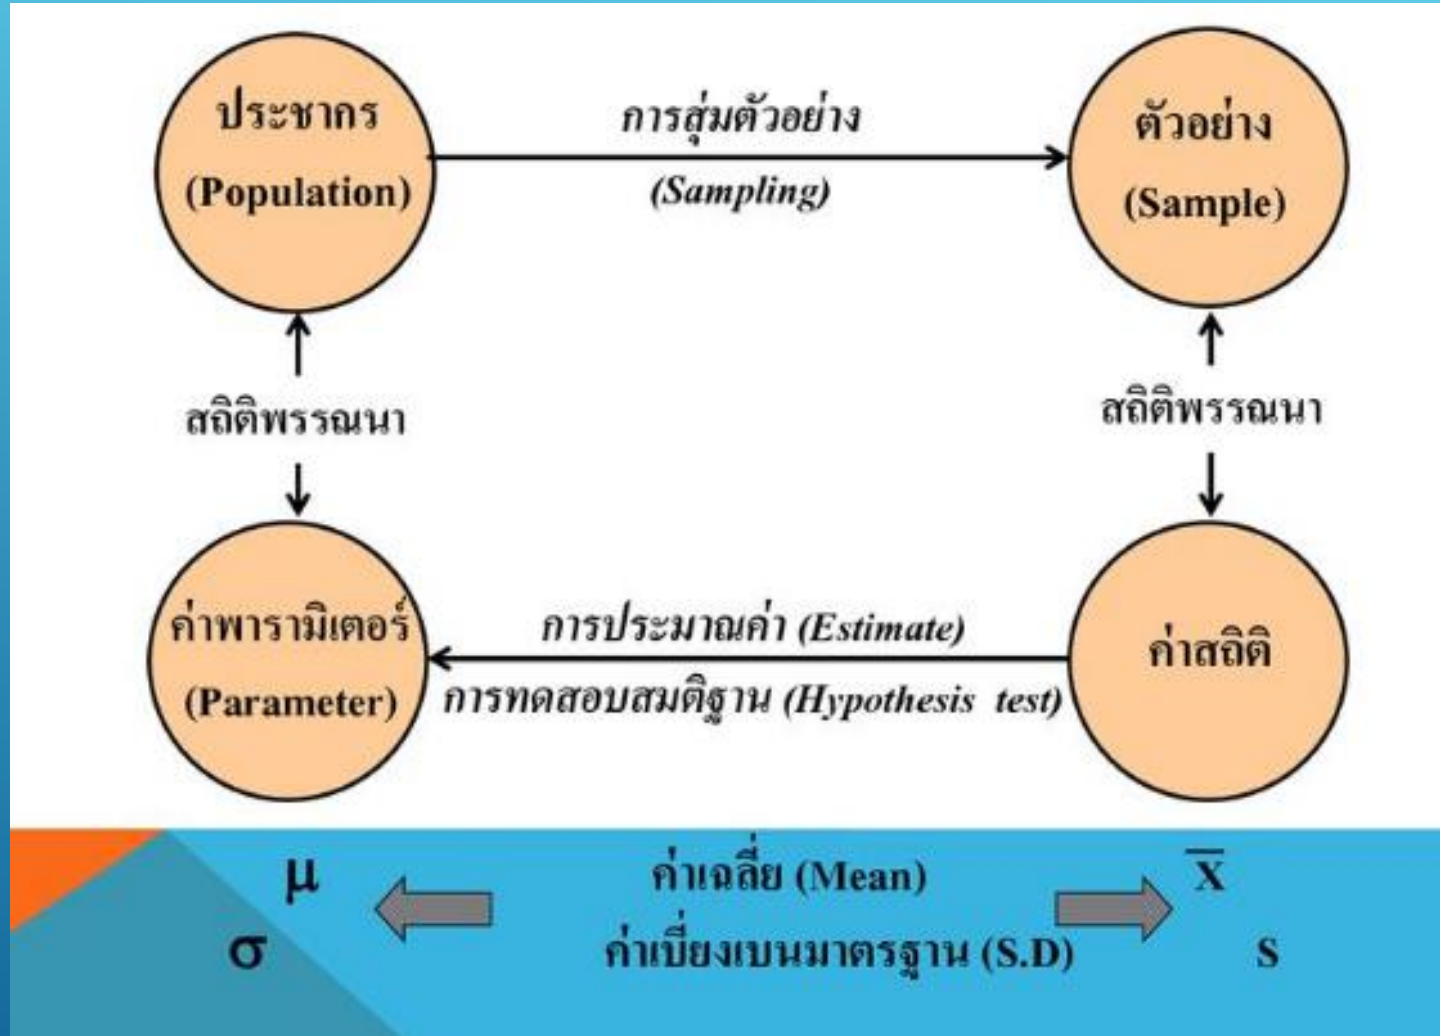 ประชากร
(Population)
การสุ่มตัวอย่าง
(Sampling)
ตัวอย่าง
(Sample)
สถิติพรรณนา
สถิติพรรณนา
ค่าพารามิเตอร์
(Parameter)
การประมาณค่า (Estimate)
การทดสอบสมติฐาน (Hypothesis test)
ค่าสถิติ
μ
ค่าเฉลี่ย (Mean)
X̅
σ
ค่าเบี่ยงเบนมาตรฐาน (S.D)
S